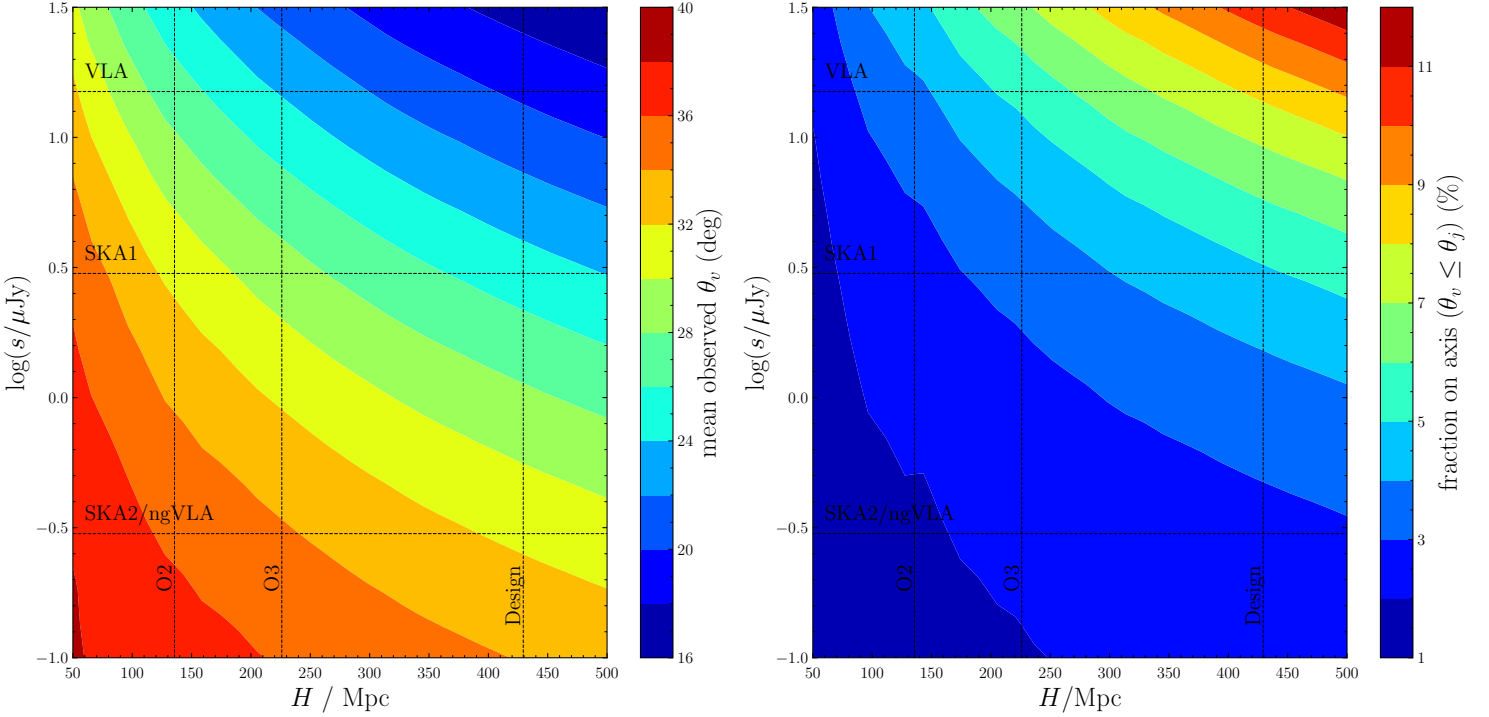 1.5
1.0
0.5
0.0
−0.5
−1.0
log(s/μJy)
VLA
SKA1
SKA2/ngVLA
O2
O3
Design
50 100 150 200 250 300 350 400 450 500
H / Mpc
40
36
32
28
24
20
16
mean observed θv (deg)
1.5
1.0
0.5
0.0
−0.5
−1.0
log(s/μJy)
VLA
SKA1
SKA2/ngVLA
O2
O3
Design
50 100 150 200 250 300 350 400 450 500
H/Mpc
11
9
7
5
3
1
fraction on axis (θv ≤ θj) (%)